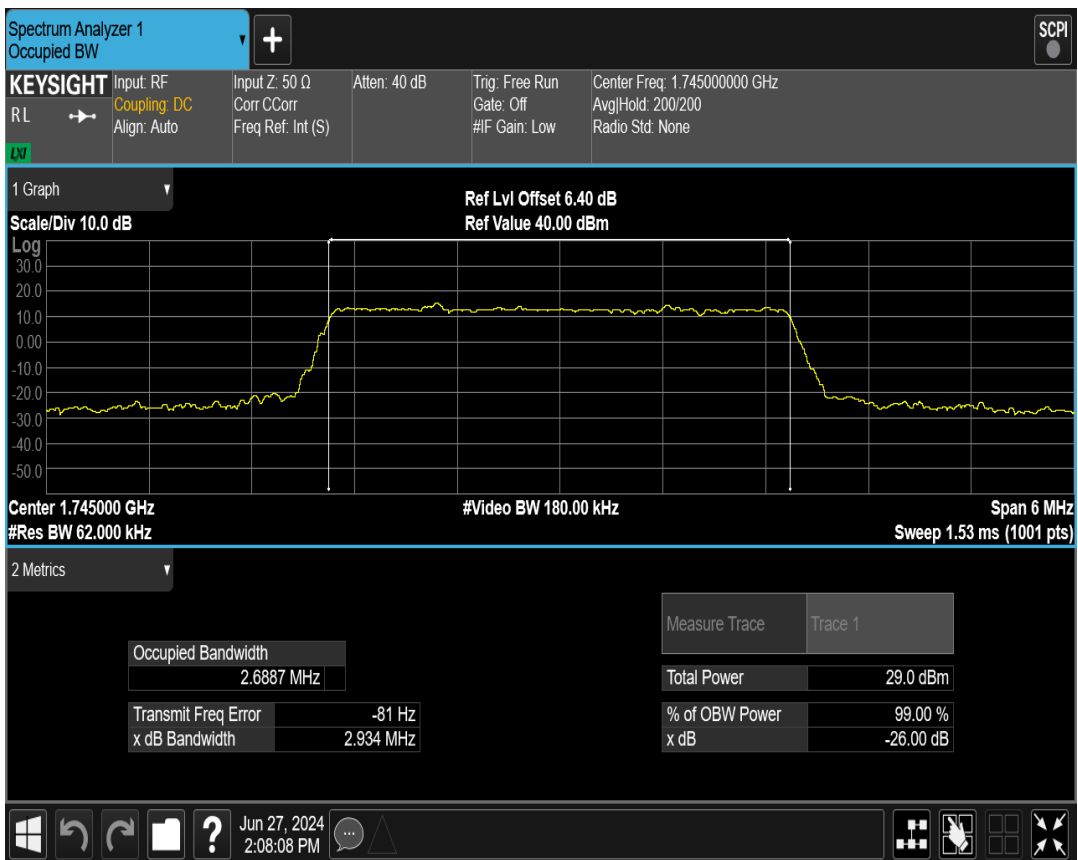 Spectrum Analyzer 1
Occupied BW
+
SCPI
KEYSIGHT
RL
LXI
Input: RF
Coupling: DC
Align: Auto
Input Z: 50 Ω
Corr CCorr
Freq Ref: Int (S)
Atten: 40 dB
Trig: Free Run
Gate: Off
#IF Gain: Low
Center Freq: 1.745000000 GHz
Avg|Hold: 200/200
Radio Std: None
1 Graph
Ref Lvl Offset 6.40 dB
Scale/Div 10.0 dB
Ref Value 40.00 dBm
Log
30.0
20.0
10.0
0.00
-10.0
-20.0
-30.0
-40.0
-50.0
Center 1.745000 GHz
#Video BW 180.00 kHz
Span 6 MHz
#Res BW 62.000 kHz
Sweep 1.53 ms (1001 pts)
2 Metrics
Measure Trace Trace 1
Occupied Bandwidth
2.6887 MHz
Total Power 29.0 dBm
Transmit Freq Error -81 Hz
% of OBW Power 99.00 %
x dB Bandwidth 2.934 MHz
x dB -26.00 dB
?
Jun 27, 2024
2:08:08 PM